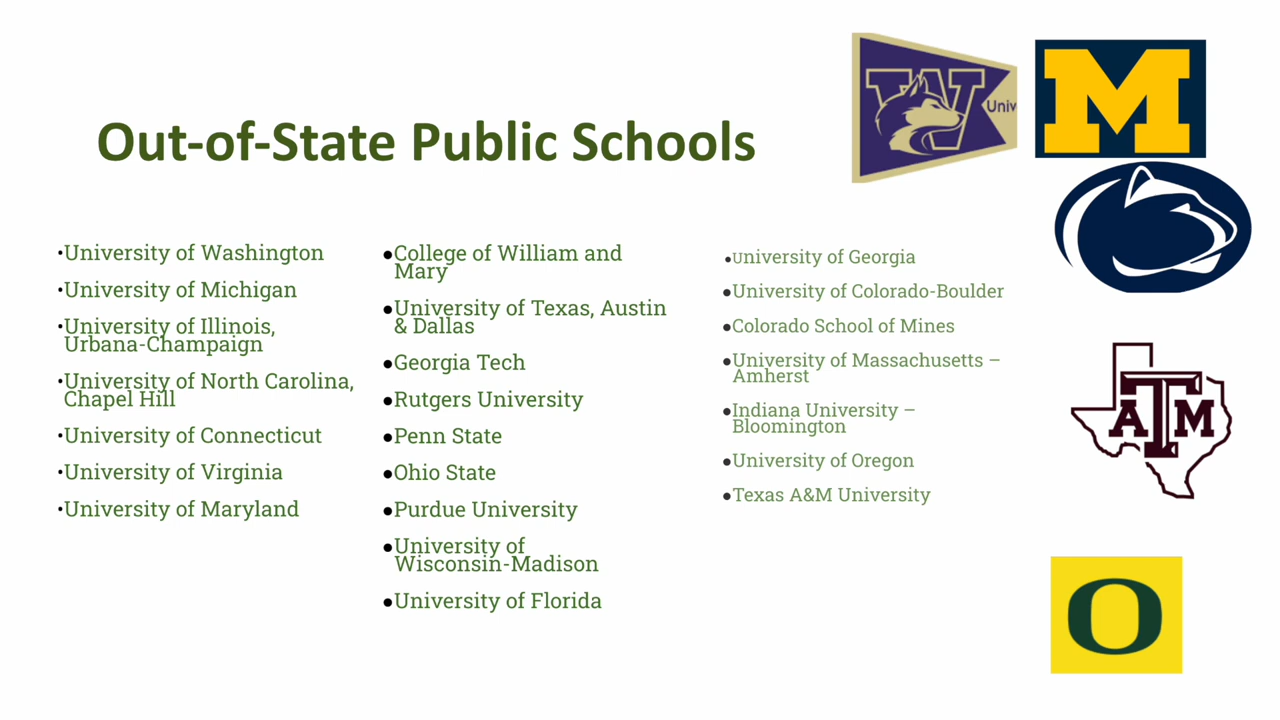 Out-of-State Public Schools
•University of Washington
•University of Michigan
•University of Illinois,
Urbana-Champaign
•University of North Carolina,
Chapel Hill
•University of Connecticut
•University of Virginia
•University of Maryland
●College of William and
Mary
●University of Texas, Austin
& Dallas
●Georgia Tech
●Rutgers University
●Penn State
●Ohio State
●Purdue University
●University of
Wisconsin-Madison
●University of Florida
●University of Georgia
●University of Colorado-Boulder
●Colorado School of Mines
●University of Massachusetts –
Amherst
●Indiana University –
Bloomington
●University of Oregon
●Texas A&M University
W
Univ
M
ATM
O